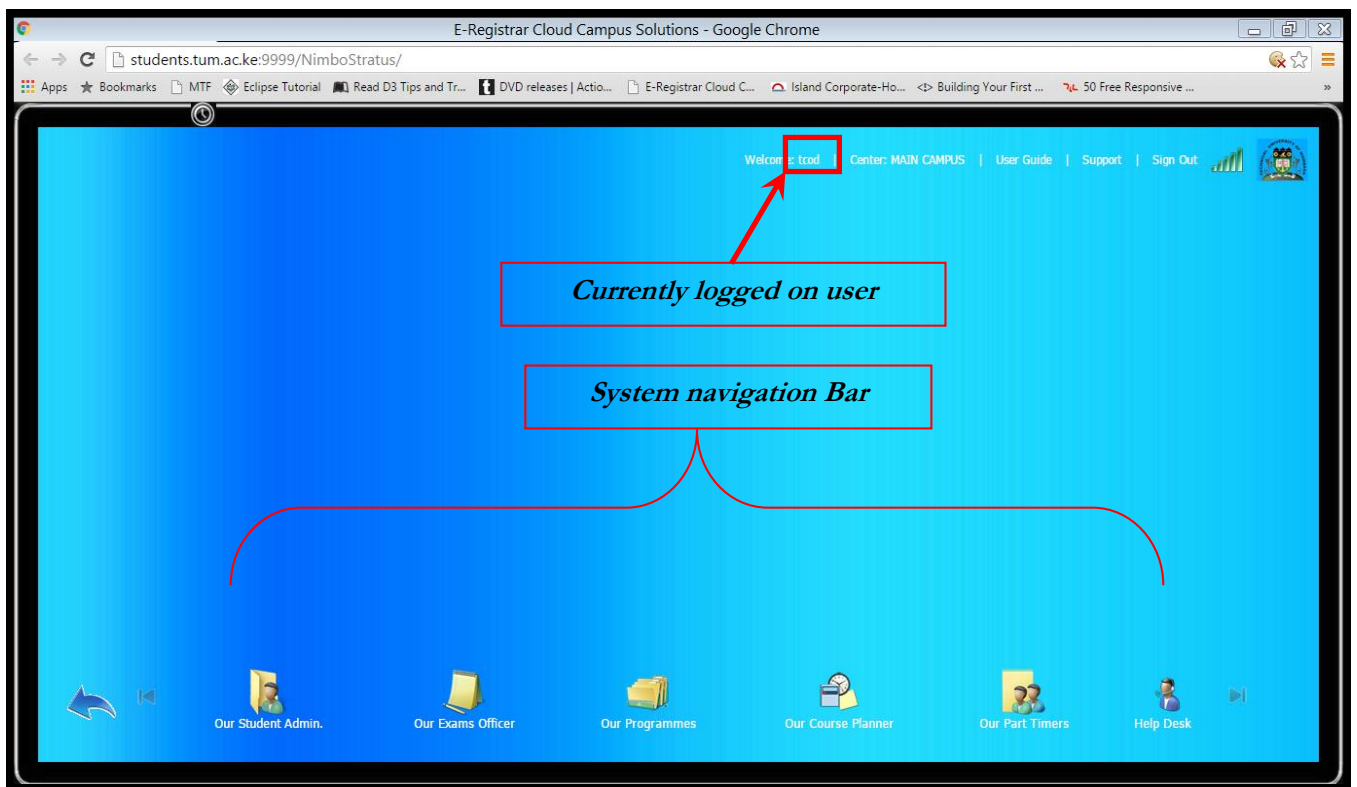 E-Registrar Cloud Campus Solutions - Google Chrome
students.tum.ac.ke:9999/NimboStratus/
Apps Bookmarks MTF Eclipse Tutorial Read D3 Tips and Tr... DVD releases | Actio... E-Registrar Cloud C... Island Corporate-Ho... Building Your First ... 50 Free Responsive ... »
Welcome: tcod | Center: MAIN CAMPUS | User Guide | Support | Sign Out
Currently logged on user
System navigation Bar
Our Student Admin. Our Exams Officer Our Programmes Our Course Planner Our Part Timers Help Desk